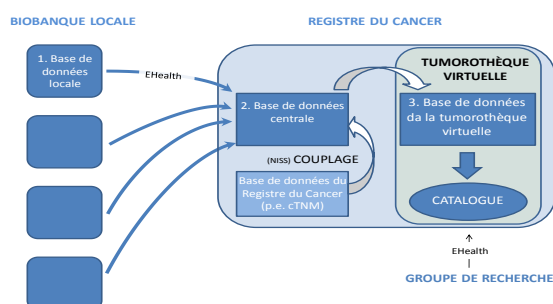 BIOBANQUE LOCALE
REGISTRE DU CANCER
1. Base de
données
locale
EHealth
TUMOROTHÈQUE
VIRTUELLE
2. Base de données
centrale
3. Base de données
da la tumorothèque
virtuelle
(NISS) COUPLAGE
Base de données du
Registre du Cancer
(p.e. cTNM)
CATALOGUE
EHealth
GROUPE DE RECHERCHE